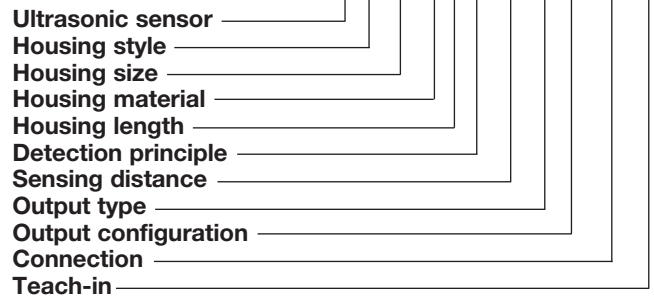 Ultrasonic sensor
Housing style
Housing size
Housing material
Housing length
Detection principle
Sensing distance
Output type
Output configuration
Connection
Teach-in